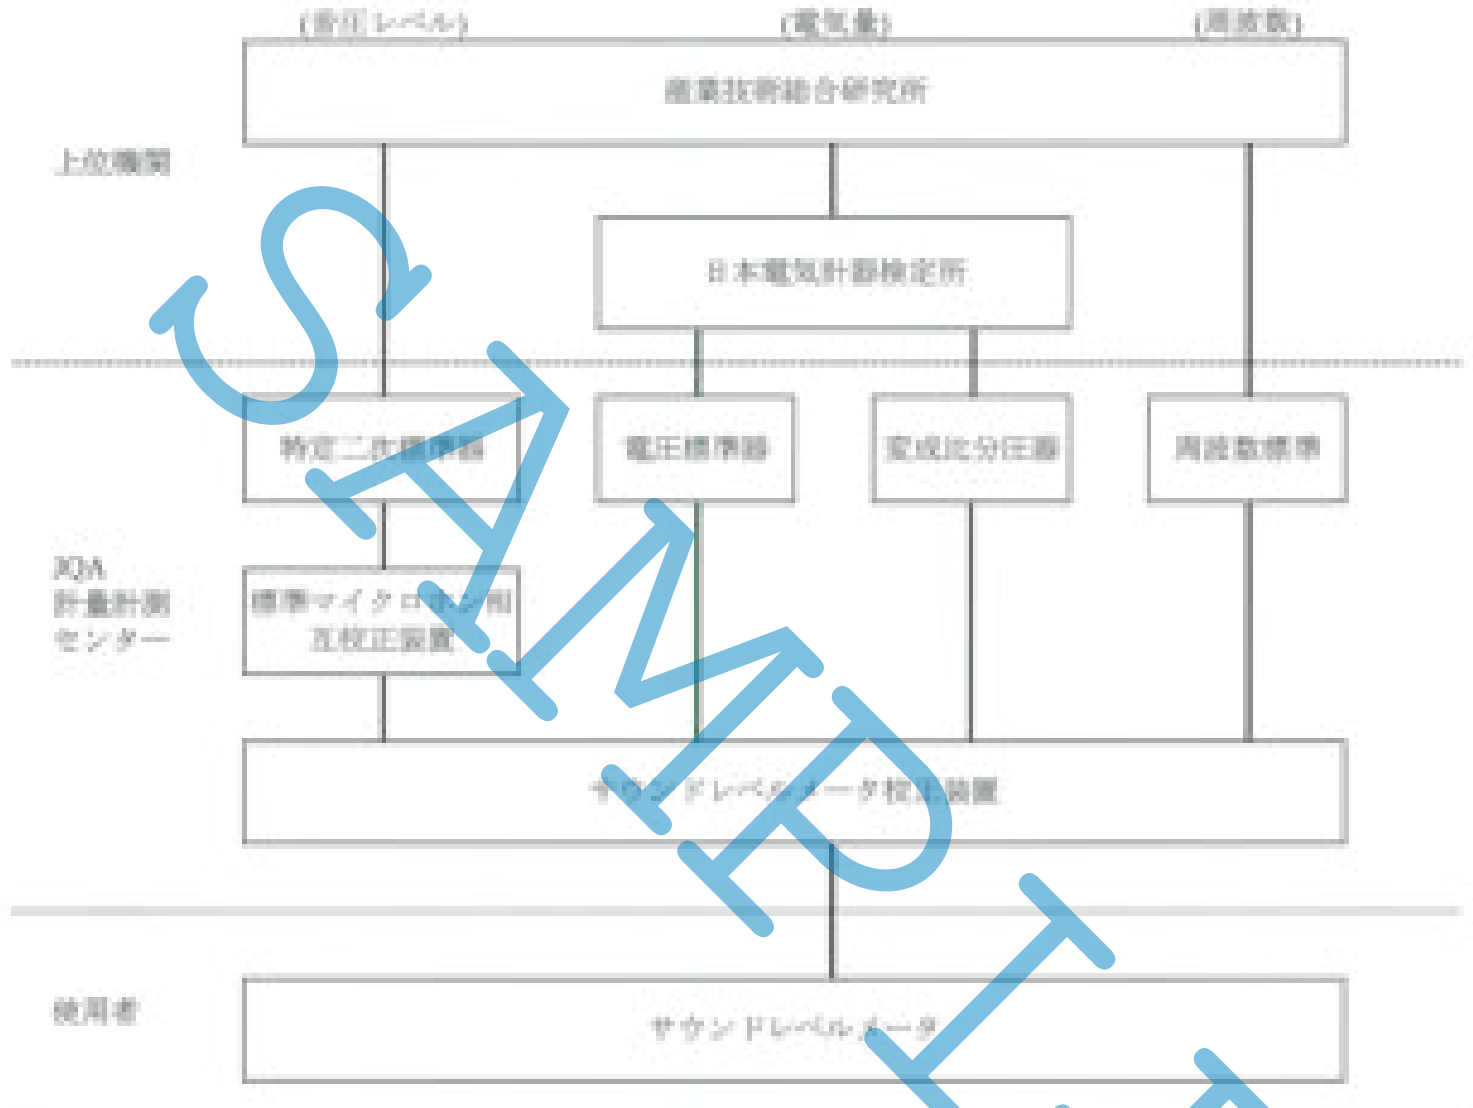 (音圧レベル) (電気量) (周波数)
産業技術総合研究所
上位機関
日本電気計器検定所
特定二次標準器 電圧標準器 変成比分圧器 周波数標準
JQA
計量計測
センター
標準マイクロホン相
互校正装置
サウンドレベルメータ校正装置
使用者
サウンドレベルメータ
SAMPL